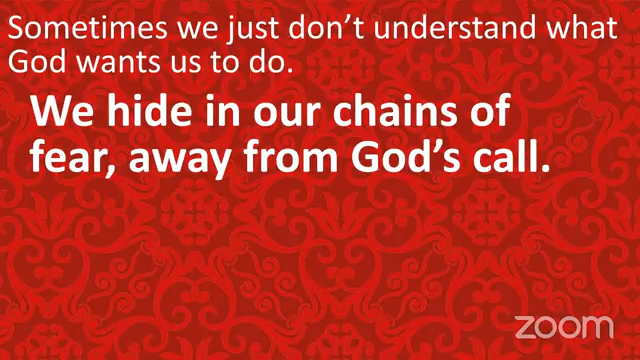 Sometimes we just don’t understand what
God wants us to do.
We hide in our chains of
fear, away from God’s call.
zoom